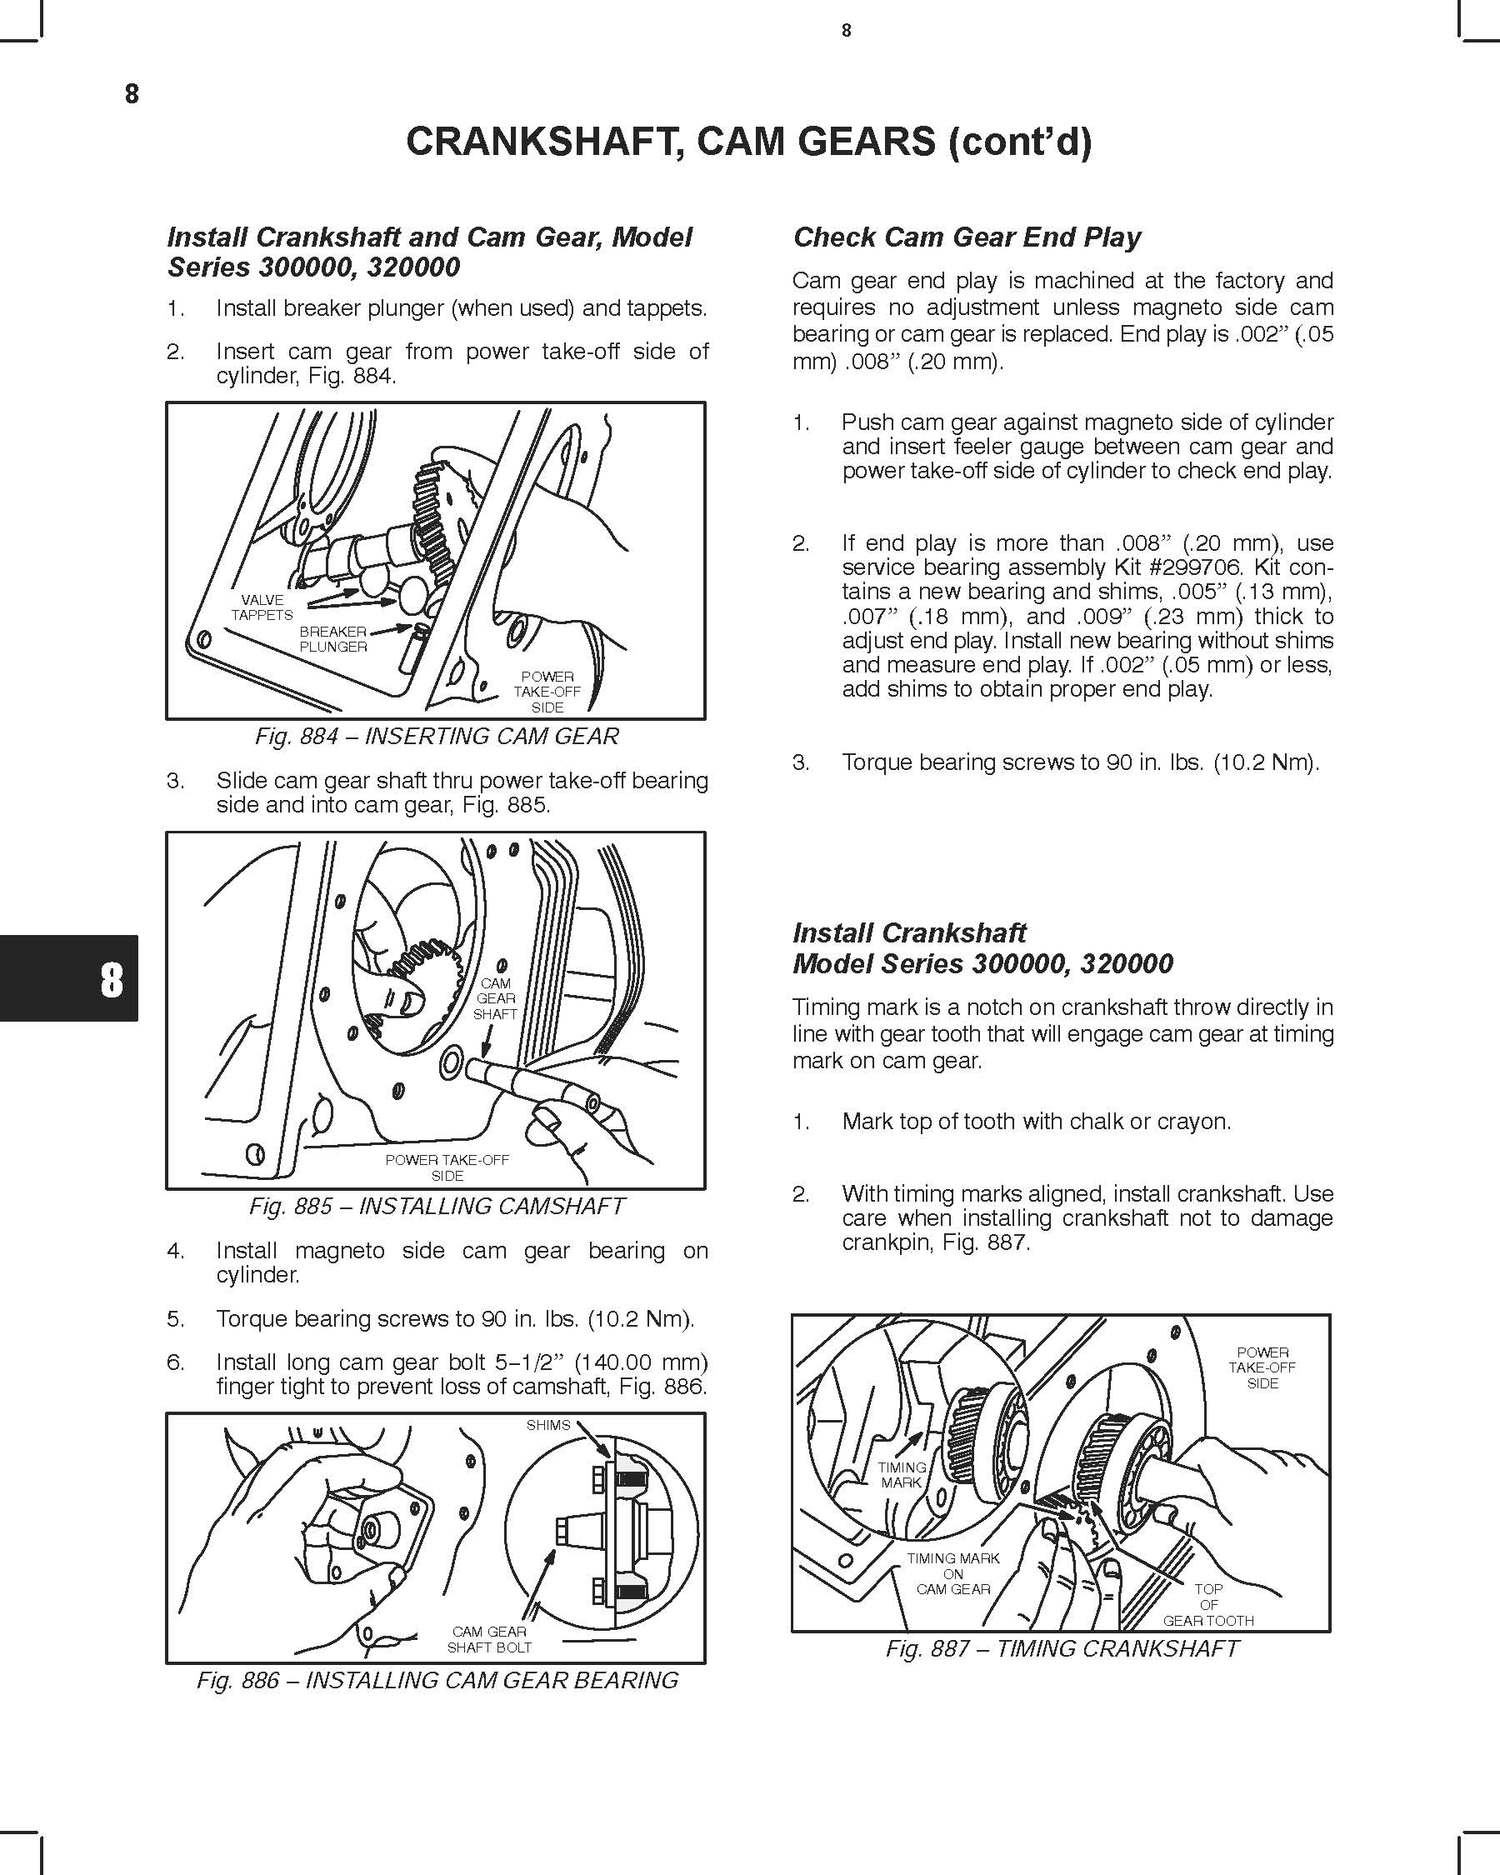 8
8
CRANKSHAFT, CAM GEARS (cont’d)
Install Crankshaft and Cam Gear, Model
Series 300000, 320000
1. Install breaker plunger (when used) and tappets.
2. Insert cam gear from power take-off side of
cylinder, Fig. 884.
VALVE
TAPPETS
BREAKER
PLUNGER
POWER
TAKE-OFF
SIDE
Fig. 884 – INSERTING CAM GEAR
3. Slide cam gear shaft thru power take-off bearing
side and into cam gear, Fig. 885.
CAM
GEAR
SHAFT
POWER TAKE-OFF
SIDE
Fig. 885 – INSTALLING CAMSHAFT
4. Install magneto side cam gear bearing on
cylinder.
5. Torque bearing screws to 90 in. lbs. (10.2 Nm).
6. Install long cam gear bolt 5–1/2” (140.00 mm)
finger tight to prevent loss of camshaft, Fig. 886.
SHIMS
CAM GEAR
SHAFT BOLT
Fig. 886 – INSTALLING CAM GEAR BEARING
8
Check Cam Gear End Play
Cam gear end play is machined at the factory and
requires no adjustment unless magneto side cam
bearing or cam gear is replaced. End play is .002” (.05
mm) .008” (.20 mm).
1. Push cam gear against magneto side of cylinder
and insert feeler gauge between cam gear and
power take-off side of cylinder to check end play.
2. If end play is more than .008” (.20 mm), use
service bearing assembly Kit #299706. Kit con-
tains a new bearing and shims, .005” (.13 mm),
.007” (.18 mm), and .009” (.23 mm) thick to
adjust end play. Install new bearing without shims
and measure end play. If .002” (.05 mm) or less,
add shims to obtain proper end play.
3. Torque bearing screws to 90 in. lbs. (10.2 Nm).
Install Crankshaft
Model Series 300000, 320000
Timing mark is a notch on crankshaft throw directly in
line with gear tooth that will engage cam gear at timing
mark on cam gear.
1. Mark top of tooth with chalk or crayon.
2. With timing marks aligned, install crankshaft. Use
care when installing crankshaft not to damage
crankpin, Fig. 887.
POWER
TAKE-OFF
SIDE
TIMING
MARK
TIMING MARK
ON
CAM GEAR
TOP
OF
GEAR TOOTH
Fig. 887 – TIMING CRANKSHAFT